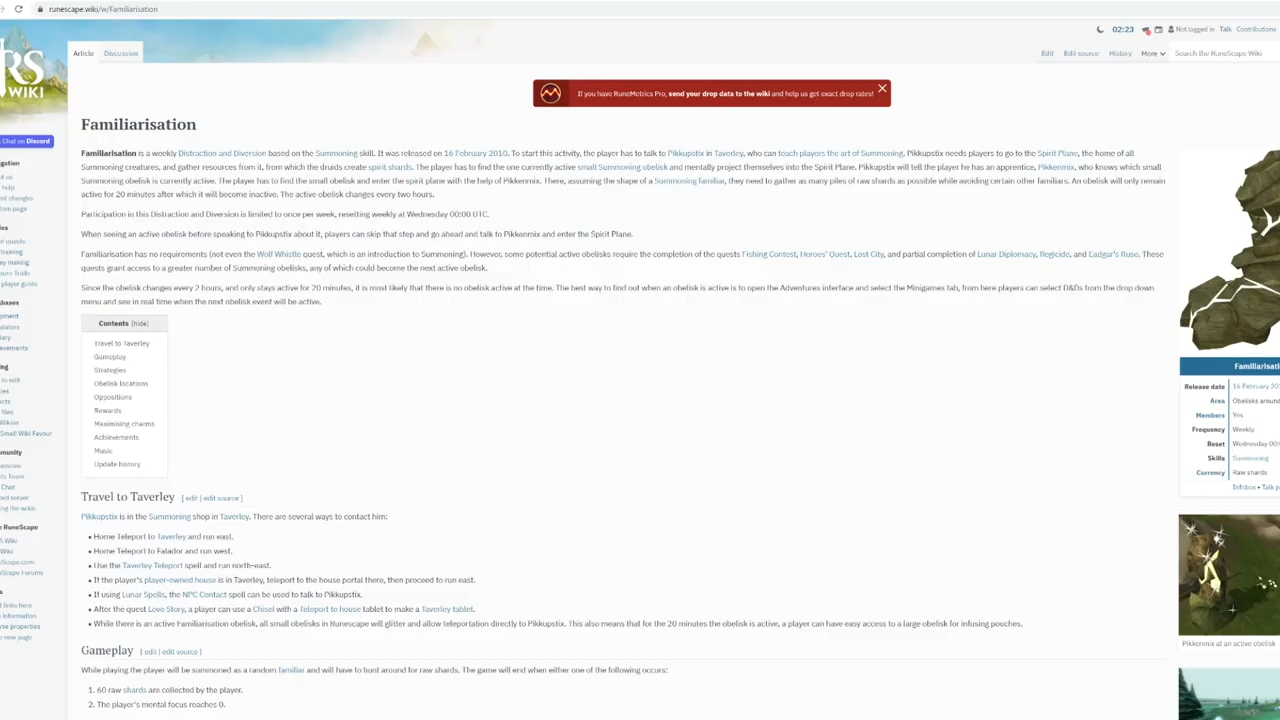 runescape.wiki/w/Familiarisation
02:23
Not logged in Talk Contributions
Article Discussion
Edit Edit source History More Search the RuneScape Wiki
RS
WIKI
If you have RuneMetrics Pro, send your drop data to the wiki and help us get exact drop rates!
Familiarisation
Chat on Discord
Familiarisation is a weekly Distraction and Diversion based on the Summoning skill. It was released on 16 February 2010. To start this activity, the player has to talk to Pikkupstix in Taverley, who can teach players the art of Summoning. Pikkupstix needs players to go to the Spirit Plane, the home of all
Summoning creatures, and gather resources from it, from which the druids create spirit shards. The player has to find the one currently active small Summoning obelisk and mentally project themselves into the Spirit Plane. Pikkupstix will tell the player he has an apprentice, Pikkenmix, who knows which small
Summoning obelisk is currently active. The player has to find the small obelisk and enter the spirit plane with the help of Pikkenmix. There, assuming the shape of a Summoning familiar, they need to gather as many piles of raw shards as possible while avoiding certain other familiars. An obelisk will only remain
active for 20 minutes after which it will become inactive. The active obelisk changes every two hours.
Participation in this Distraction and Diversion is limited to once per week, resetting weekly at Wednesday 00:00 UTC.
When seeing an active obelisk before speaking to Pikkupstix about it, players can skip that step and go ahead and talk to Pikkenmix and enter the Spirit Plane.
Familiarisation has no requirements (not even the Wolf Whistle quest, which is an introduction to Summoning). However, some potential active obelisks require the completion of the quests Fishing Contest, Heroes' Quest, Lost City, and partial completion of Lunar Diplomacy, Regicide, and Eadgar's Ruse. These
quests grant access to a greater number of Summoning obelisks, any of which could become the next active obelisk.
Since the obelisk changes every 2 hours, and only stays active for 20 minutes, it is most likely that there is no obelisk active at the time. The best way to find out when an obelisk is active is to open the Adventures interface and select the Minigames tab, from here players can select D&Ds from the drop down
menu and see in real time when the next obelisk event will be active.
Contents [hide]
Travel to Taverley
Gameplay
Strategies
Obelisk locations
Oppositions
Rewards
Maximising charms
Achievements
Music
Update history
Familiarisati
Release date 16 February 201
Area Obelisks around
Members Yes
Frequency Weekly
Reset Wednesday 00:0
Skills Summoning
Currency Raw shards
Infobox • Talk p
Travel to Taverley [ edit | edit source ]
Pikkupstix is in the Summoning shop in Taverley. There are several ways to contact him:
• Home Teleport to Taverley and run east.
• Home Teleport to Falador and run west.
• Use the Taverley Teleport spell and run north-east.
• If the player's player-owned house is in Taverley, teleport to the house portal there, then proceed to run east.
• If using Lunar Spells, the NPC Contact spell can be used to talk to Pikkupstix.
• After the quest Love Story, a player can use a Chisel with a Teleport to house tablet to make a Taverley tablet.
• While there is an active Familiarisation obelisk, all small obelisks in Runescape will glitter and allow teleportation directly to Pikkupstix. This also means that for the 20 minutes the obelisk is active, a player can have easy access to a large obelisk for infusing pouches.
Pikkenmix at an active obelisk
Gameplay [ edit | edit source ]
While playing the player will be summoned as a random familiar and will have to hunt around for raw shards. The game will end when either one of the following occurs:
1. 60 raw shards are collected by the player.
2. The player's mental focus reaches 0.